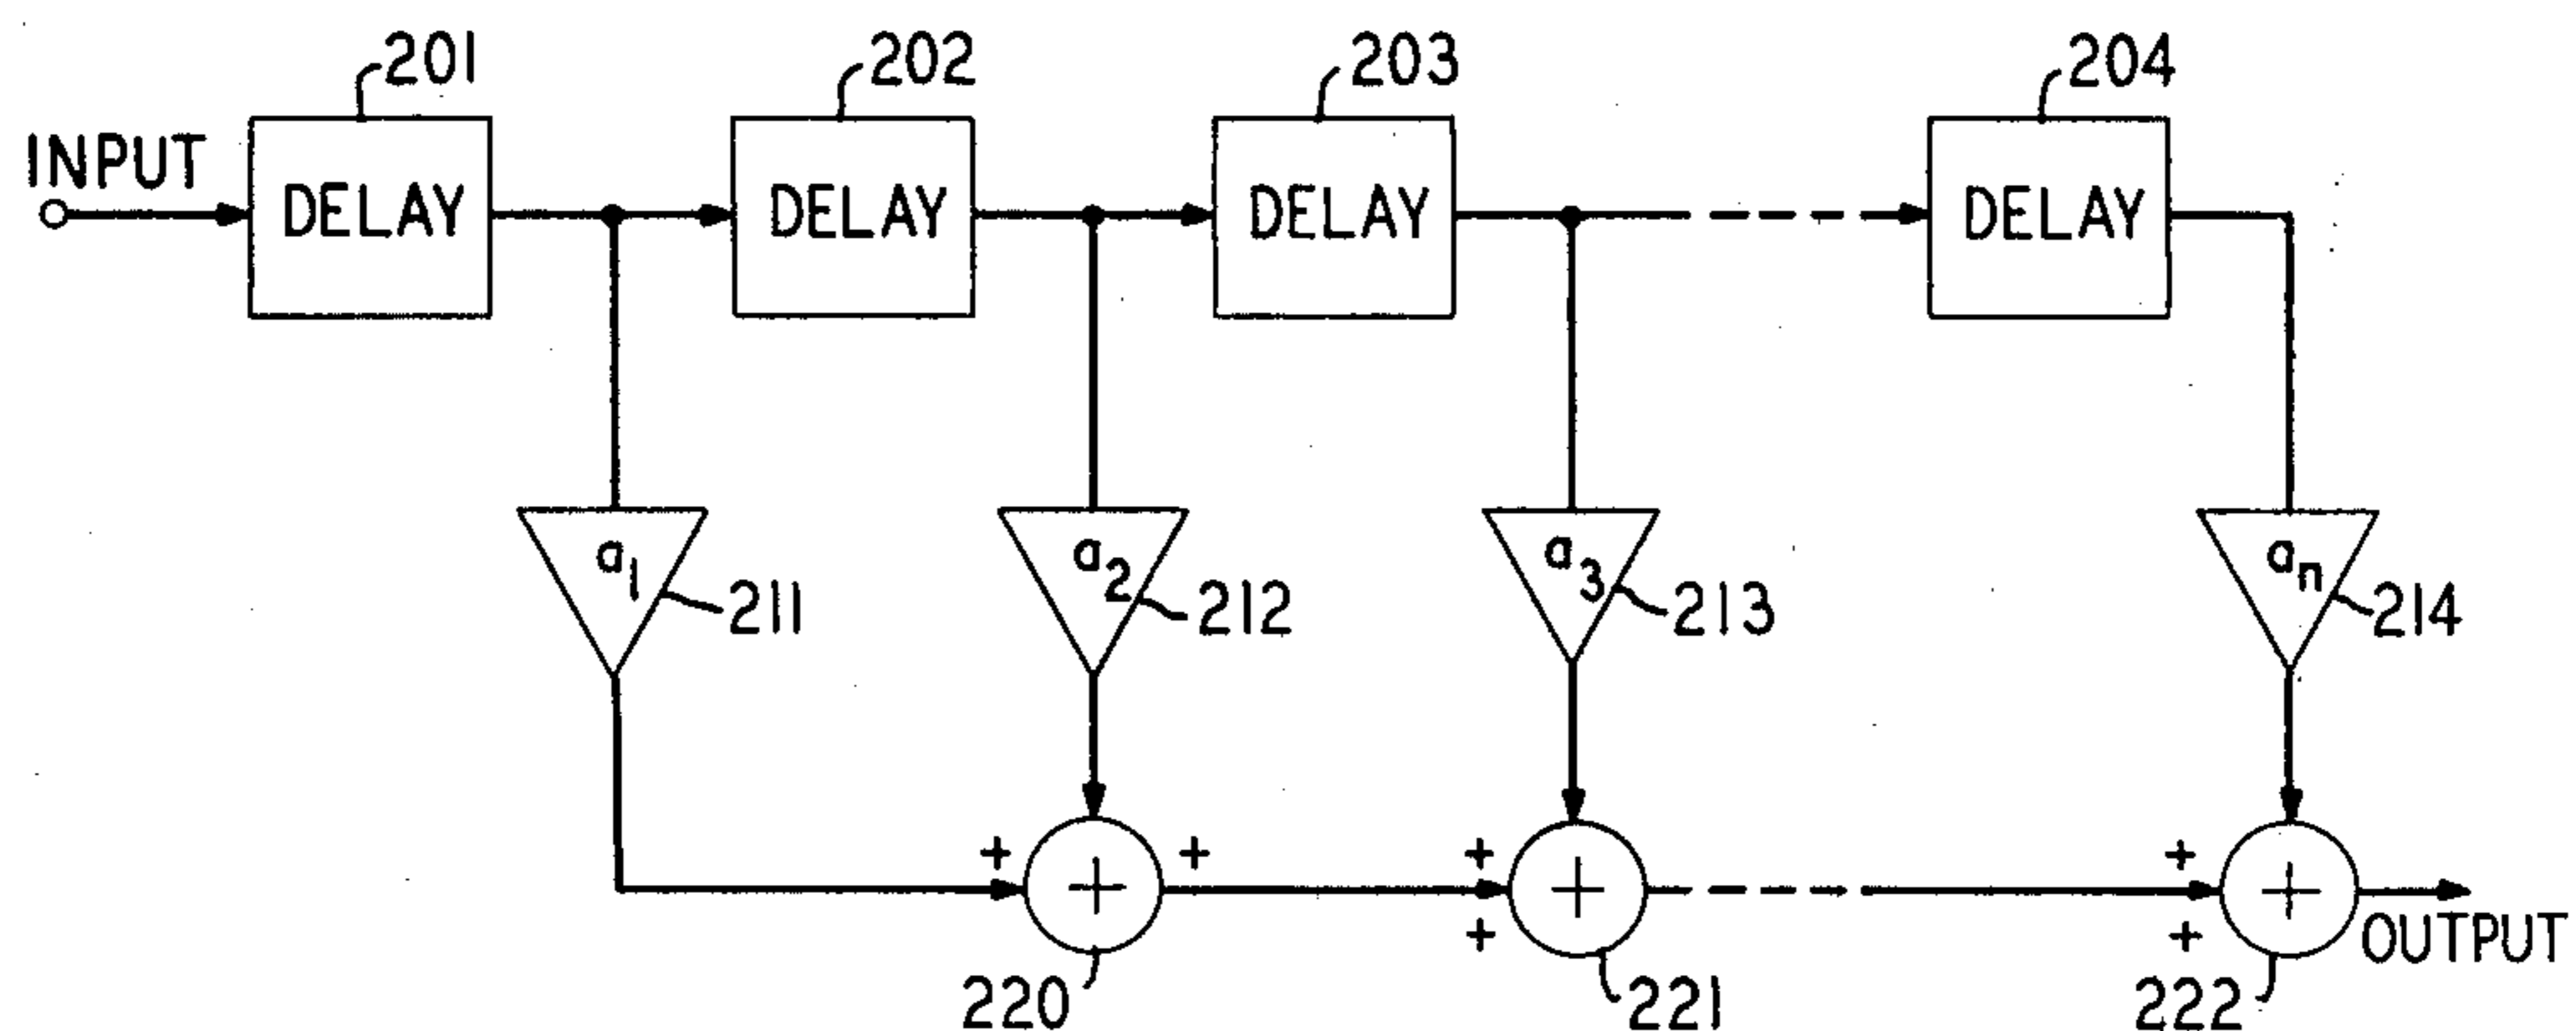 201 202 203 204
INPUT
DELAY DELAY DELAY DELAY
a1 a2 a3 an
211 212 213 214
+ + + +
+ + +
+ +
220 221 222
OUTPUT